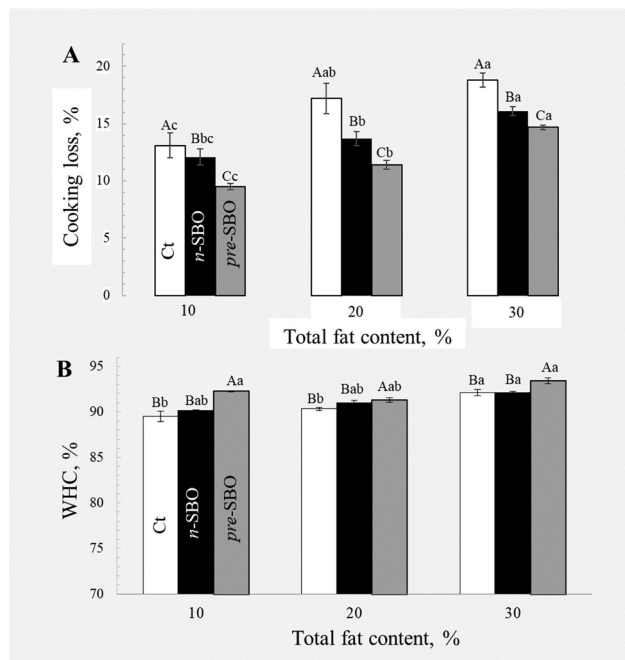 A
Cooking loss, %
20
15
10
5
0
Ac
Bbc
Cc
Aab
Bb
Cb
Aa
Ba
Ca
Ct
n-SBO
pre-SBO
10
20
30
Total fat content, %
B
WHC, %
95
90
85
80
75
70
Bb
Bab
Aa
Bb
Bab
Aab
Ba
Ba
Aa
Ct
n-SBO
pre-SBO
10
20
30
Total fat content, %